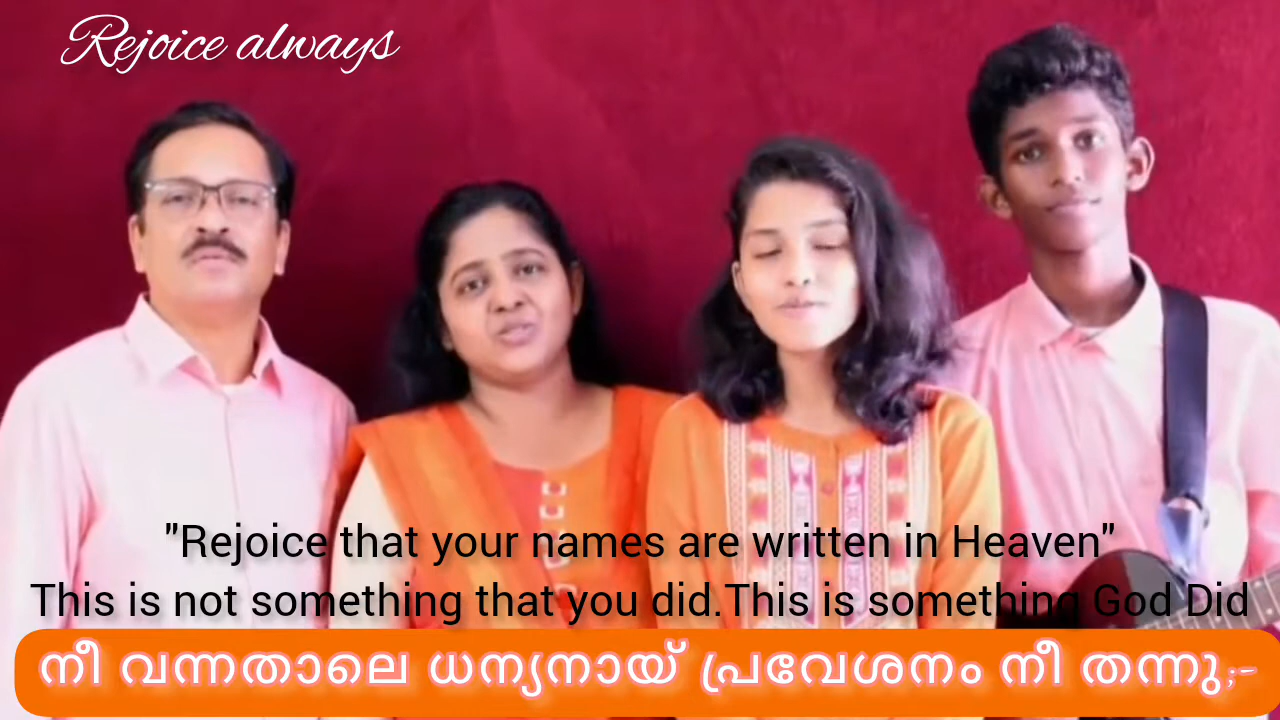 Rejoice always
"Rejoice that your names are written in Heaven"
This is not something that you did.This is something God Did
നീ വന്നതാലെ ധന്യനായ് പ്രവേശനം നീ തന്നു;-